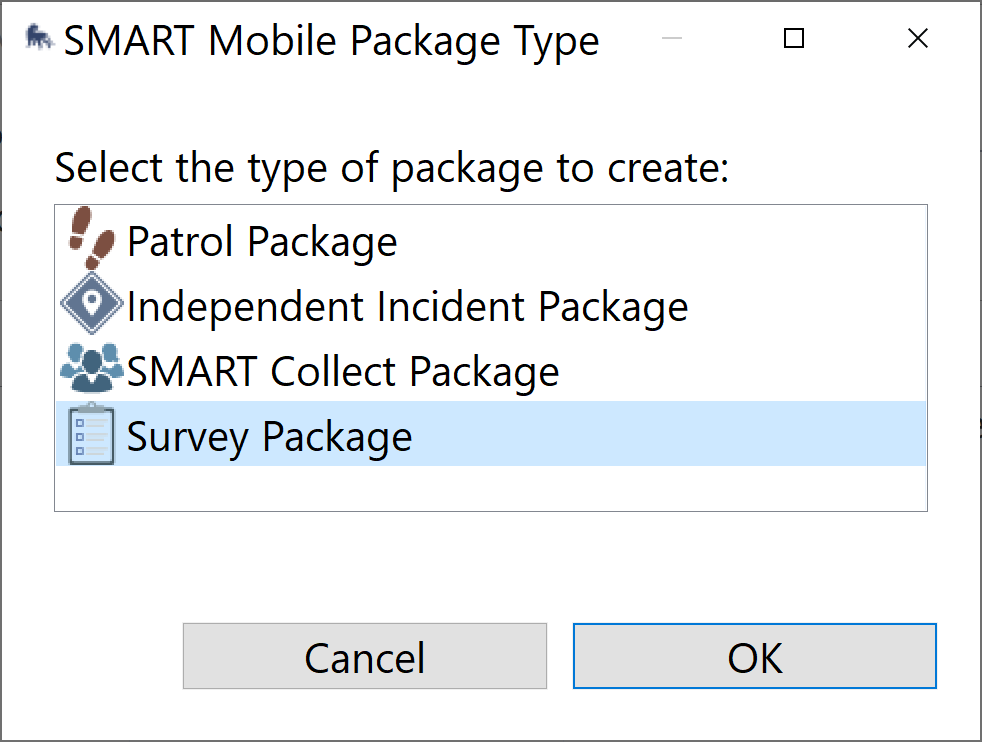 SMART Mobile Package Type
Select the type of package to create:
Patrol Package
Independent Incident Package
SMART Collect Package
Survey Package
Cancel
OK